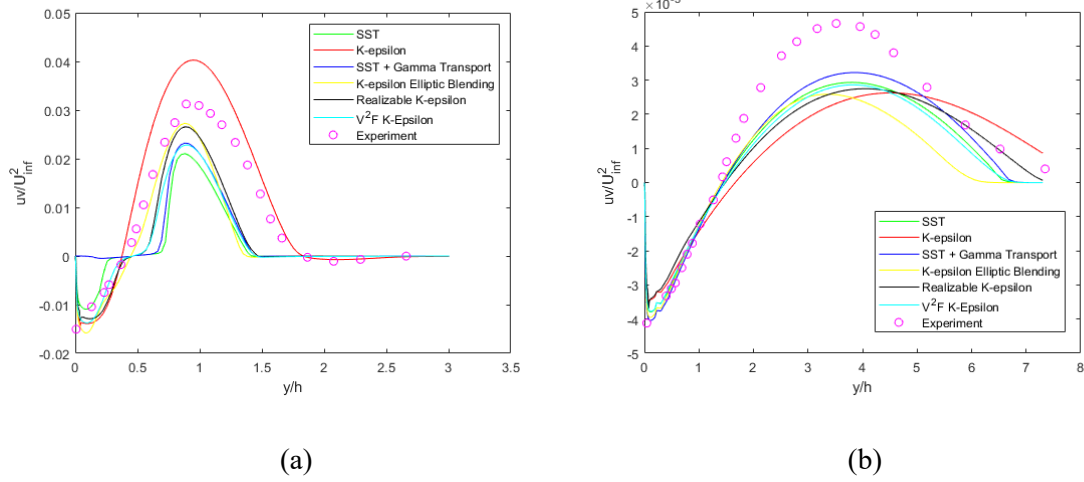 0.05
0.04
0.03
0.02
0.01
0
-0.01
-0.02
uv/U²inf
0 0.5 1 1.5 2 2.5 3 3.5
y/h
SST
K-epsilon
SST + Gamma Transport
K-epsilon Elliptic Blending
Realizable K-epsilon
V²F K-Epsilon
Experiment
(a)
5
4
3
2
1
0
-1
-2
-3
-4
-5
uv/U²inf
0 1 2 3 4 5 6 7 8
y/h
SST
K-epsilon
SST + Gamma Transport
K-epsilon Elliptic Blending
Realizable K-epsilon
V²F K-Epsilon
Experiment
(b)